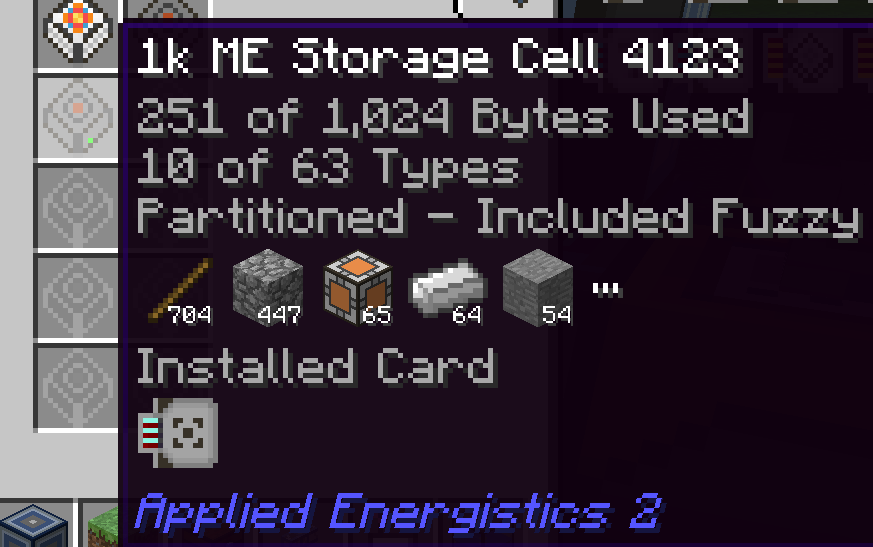 1k ME Storage Cell 4123
251 of 1,024 Bytes Used
10 of 63 Types
Partitioned - Included Fuzzy
704 447 65 64 54 ...
Installed Card
Applied Energistics 2